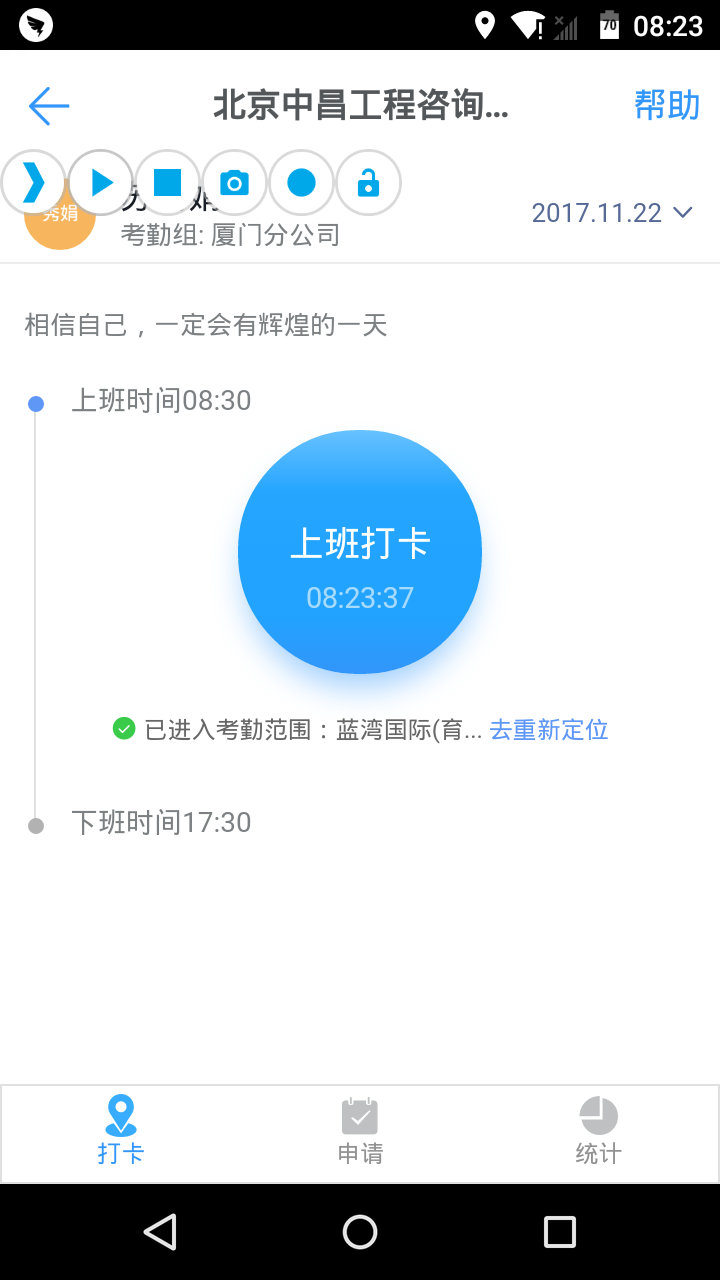 70 08:23
北京中昌工程咨询... 帮助
秀娟
2017.11.22
考勤组: 厦门分公司
相信自己，一定会有辉煌的一天
上班时间08:30
上班打卡
08:23:37
已进入考勤范围：蓝湾国际(育... 去重新定位
下班时间17:30
打卡 申请 统计